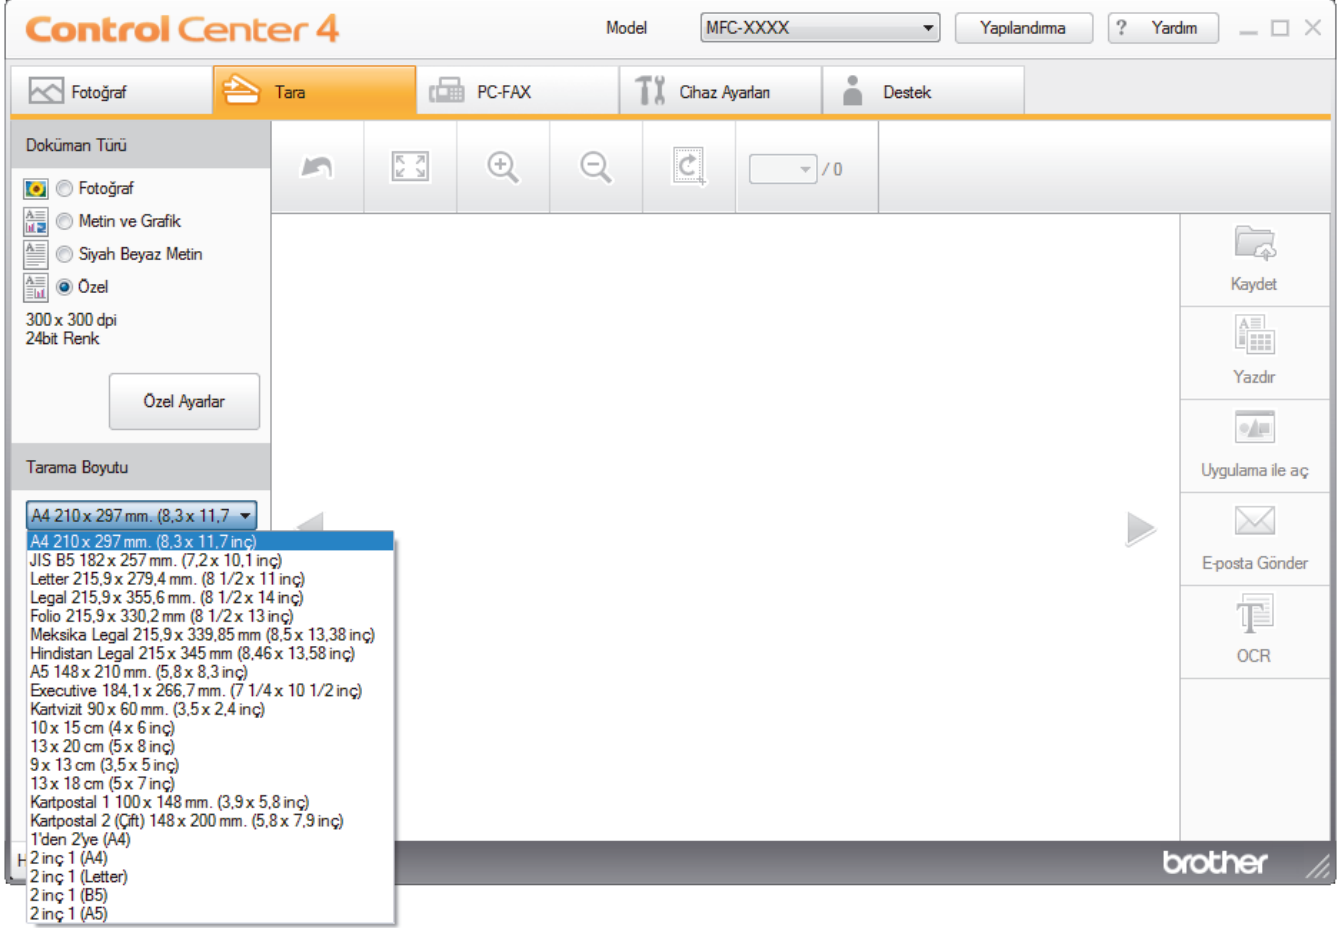 Control Center 4
Model
MFC-XXXX
Yapılandırma
? Yardım
Fotoğraf
Tara
PC-FAX
Cihaz Ayarları
Destek
Doküman Türü
/ 0
Fotoğraf
Metin ve Grafik
Siyah Beyaz Metin
Özel
300 x 300 dpi
24bit Renk
Özel Ayarlar
Tarama Boyutu
A4 210 x 297 mm. (8,3 x 11,7
A4 210 x 297 mm. (8,3 x 11,7 inç)
JIS B5 182 x 257 mm. (7,2 x 10,1 inç)
Letter 215,9 x 279,4 mm. (8 1/2 x 11 inç)
Legal 215,9 x 355,6 mm. (8 1/2 x 14 inç)
Folio 215,9 x 330,2 mm (8 1/2 x 13 inç)
Meksika Legal 215,9 x 339,85 mm (8,5 x 13,38 inç)
Hindistan Legal 215 x 345 mm (8,46 x 13,58 inç)
A5 148 x 210 mm. (5,8 x 8,3 inç)
Executive 184,1 x 266,7 mm. (7 1/4 x 10 1/2 inç)
Kartvizit 90 x 60 mm. (3,5 x 2,4 inç)
10 x 15 cm (4 x 6 inç)
13 x 20 cm (5 x 8 inç)
9 x 13 cm (3,5 x 5 inç)
13 x 18 cm (5 x 7 inç)
Kartpostal 1 100 x 148 mm. (3,9 x 5,8 inç)
Kartpostal 2 (Çift) 148 x 200 mm. (5,8 x 7,9 inç)
1'den 2'ye (A4)
2 inç 1 (A4)
2 inç 1 (Letter)
2 inç 1 (B5)
2 inç 1 (A5)
Kaydet
Yazdır
Uygulama ile aç
E-posta Gönder
OCR
brother